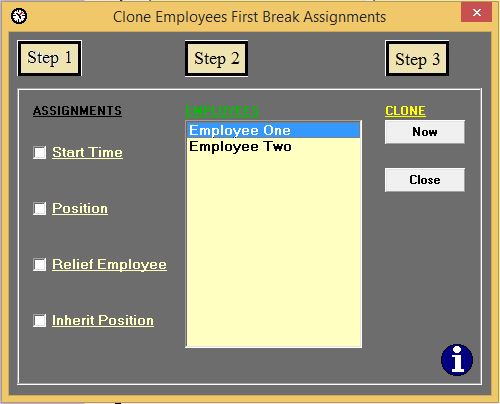 Clone Employees First Break Assignments
Step 1
Step 2
Step 3
ASSIGNMENTS
EMPLOYEES
CLONE
Start Time
Position
Relief Employee
Inherit Position
Employee One
Employee Two
Now
Close
i